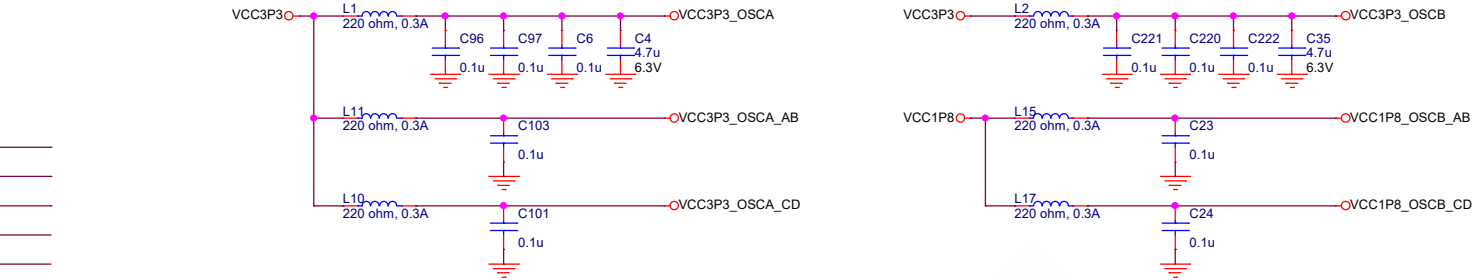 VCC3P3 L1 VCC3P3_OSCA VCC3P3 L2 VCC3P3_OSCB
220 ohm, 0.3A 220 ohm, 0.3A
C96 C97 C6 C4 C221 C220 C222 C35
4.7u 4.7u
0.1u 0.1u 0.1u 6.3V 0.1u 0.1u 0.1u 6.3V
L11 VCC3P3_OSCA_AB VCC1P8 L15 VCC1P8_OSCB_AB
220 ohm, 0.3A C103 220 ohm, 0.3A C23
0.1u 0.1u
L10 VCC3P3_OSCA_CD L17 VCC1P8_OSCB_CD
220 ohm, 0.3A C101 220 ohm, 0.3A C24
0.1u 0.1u